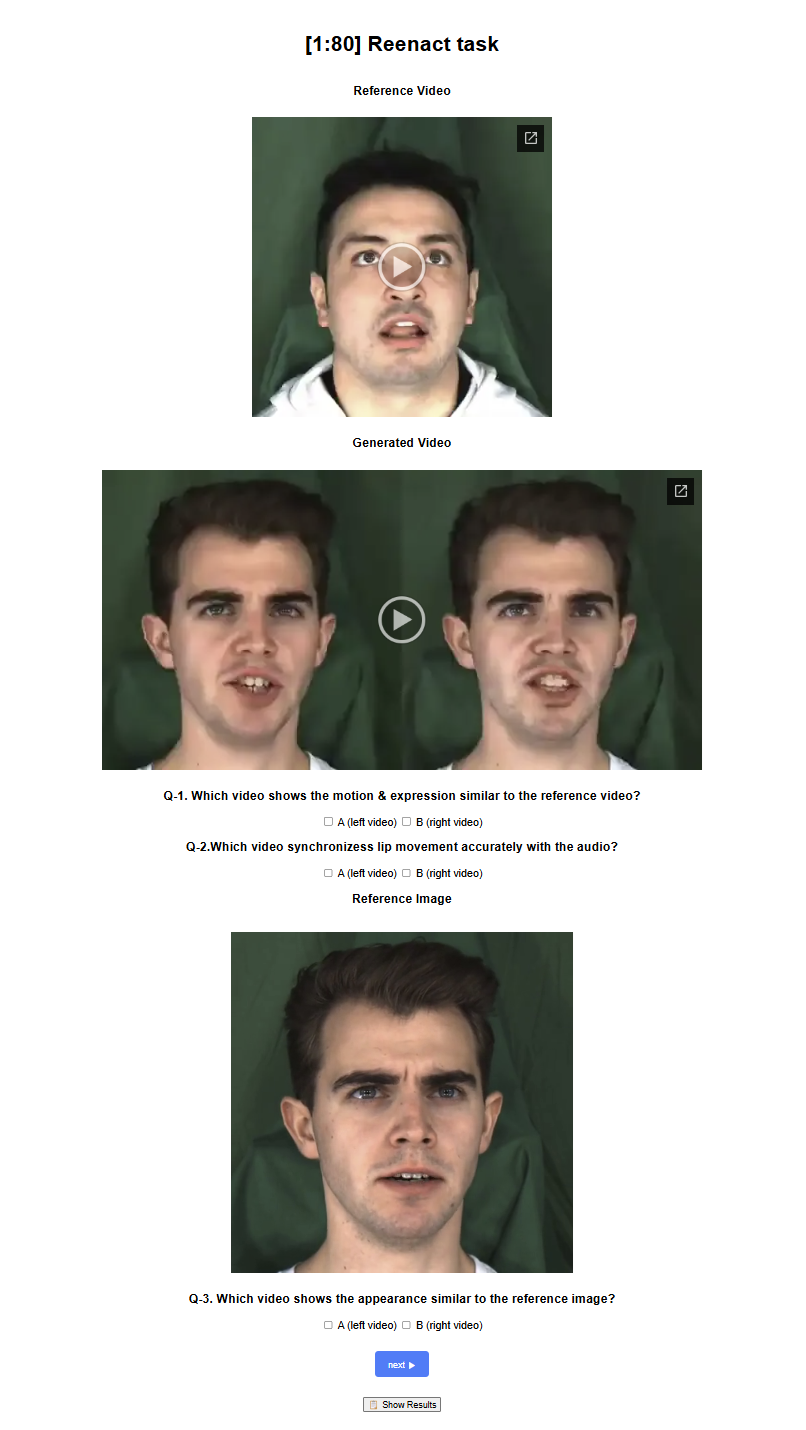 [1:80] Reenact task
Reference Video
Generated Video
Q-1. Which video shows the motion & expression similar to the reference video?
A (left video) B (right video)
Q-2.Which video synchronizess lip movement accurately with the audio?
A (left video) B (right video)
Reference Image
Q-3. Which video shows the appearance similar to the reference image?
A (left video) B (right video)
next ▶
📋 Show Results